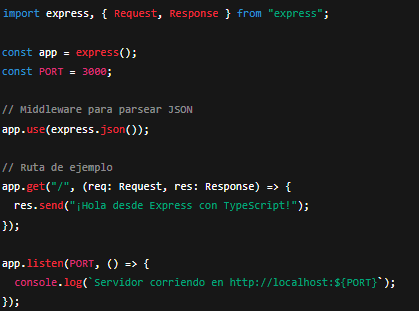 import express, { Request, Response } from "express";
const app = express();
const PORT = 3000;
// Middleware para parsear JSON
app.use(express.json());
// Ruta de ejemplo
app.get("/", (req: Request, res: Response) => {
res.send("¡Hola desde Express con TypeScript!");
});
app.listen(PORT, () => {
console.log(`Servidor corriendo en http://localhost:${PORT}`);
});